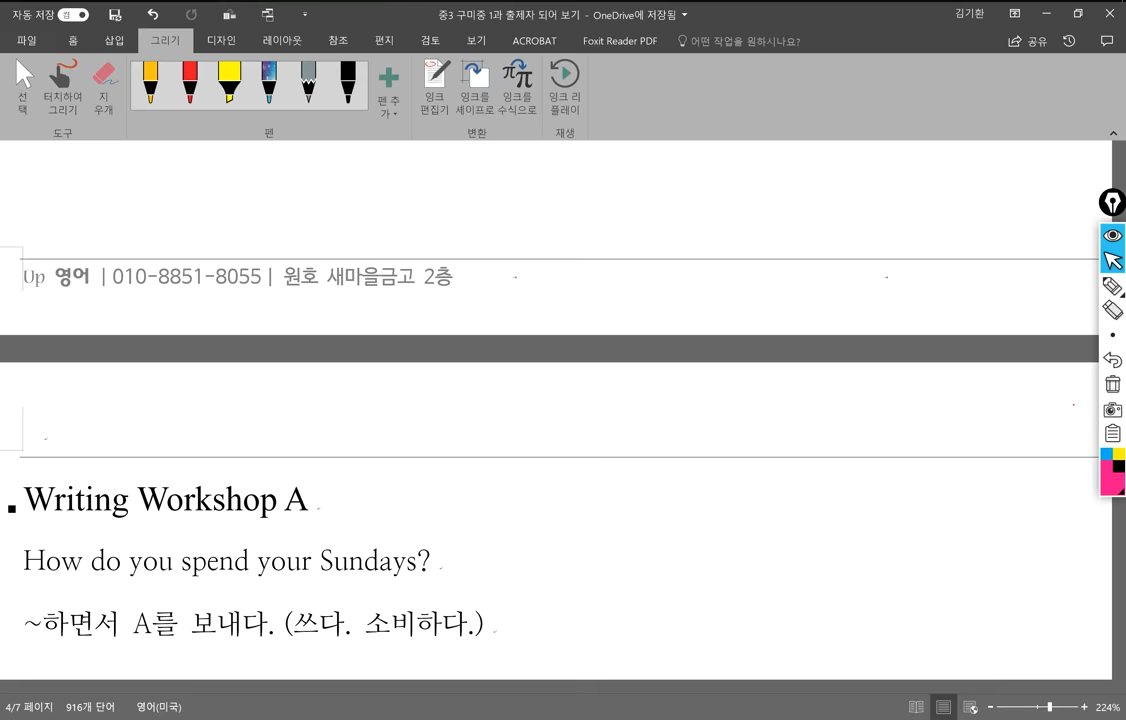 자동 저장 켬
중3 구미중 1과 출제자 되어 보기 - OneDrive에 저장됨
김기환
파일 홈 삽입 그리기 디자인 레이아웃 참조 편지 검토 보기 ACROBAT Foxit Reader PDF 어떤 작업을 원하시나요? 공유
선택
터치하여 그리기
지우개
펜 추가
잉크 편집기
잉크를 셰이프로
잉크를 수식으로
잉크 리플레이
도구 펜 변환 재생
Up 영어 | 010-8851-8055 | 원호 새마을금고 2층
Writing Workshop A
How do you spend your Sundays?
~하면서 A를 보내다. (쓰다. 소비하다.)
4/7 페이지 916개 단어 영어(미국) 224%